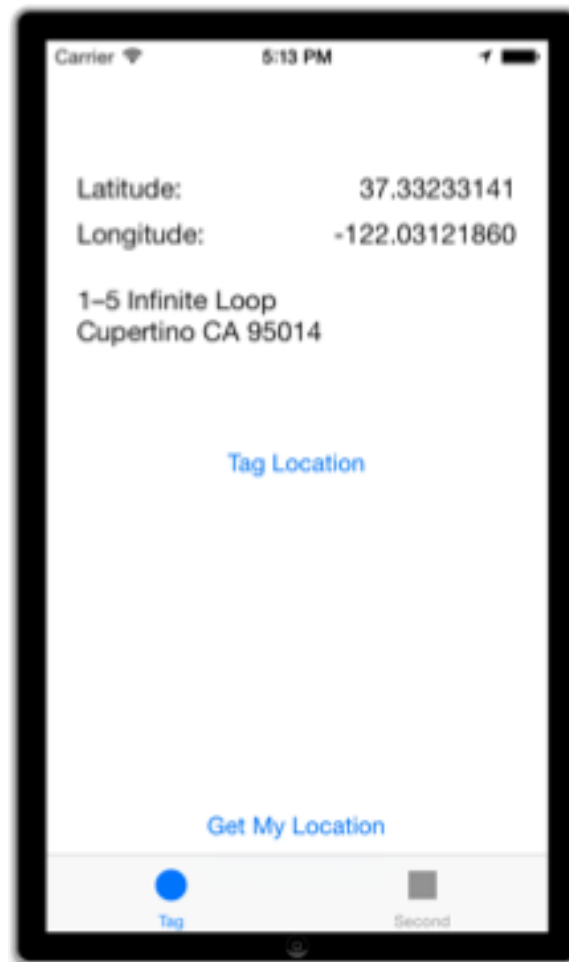 Carrier 5:13 PM
Latitude: 37.33233141
Longitude: -122.03121860
1–5 Infinite Loop
Cupertino CA 95014
Tag Location
Get My Location
Tag Second